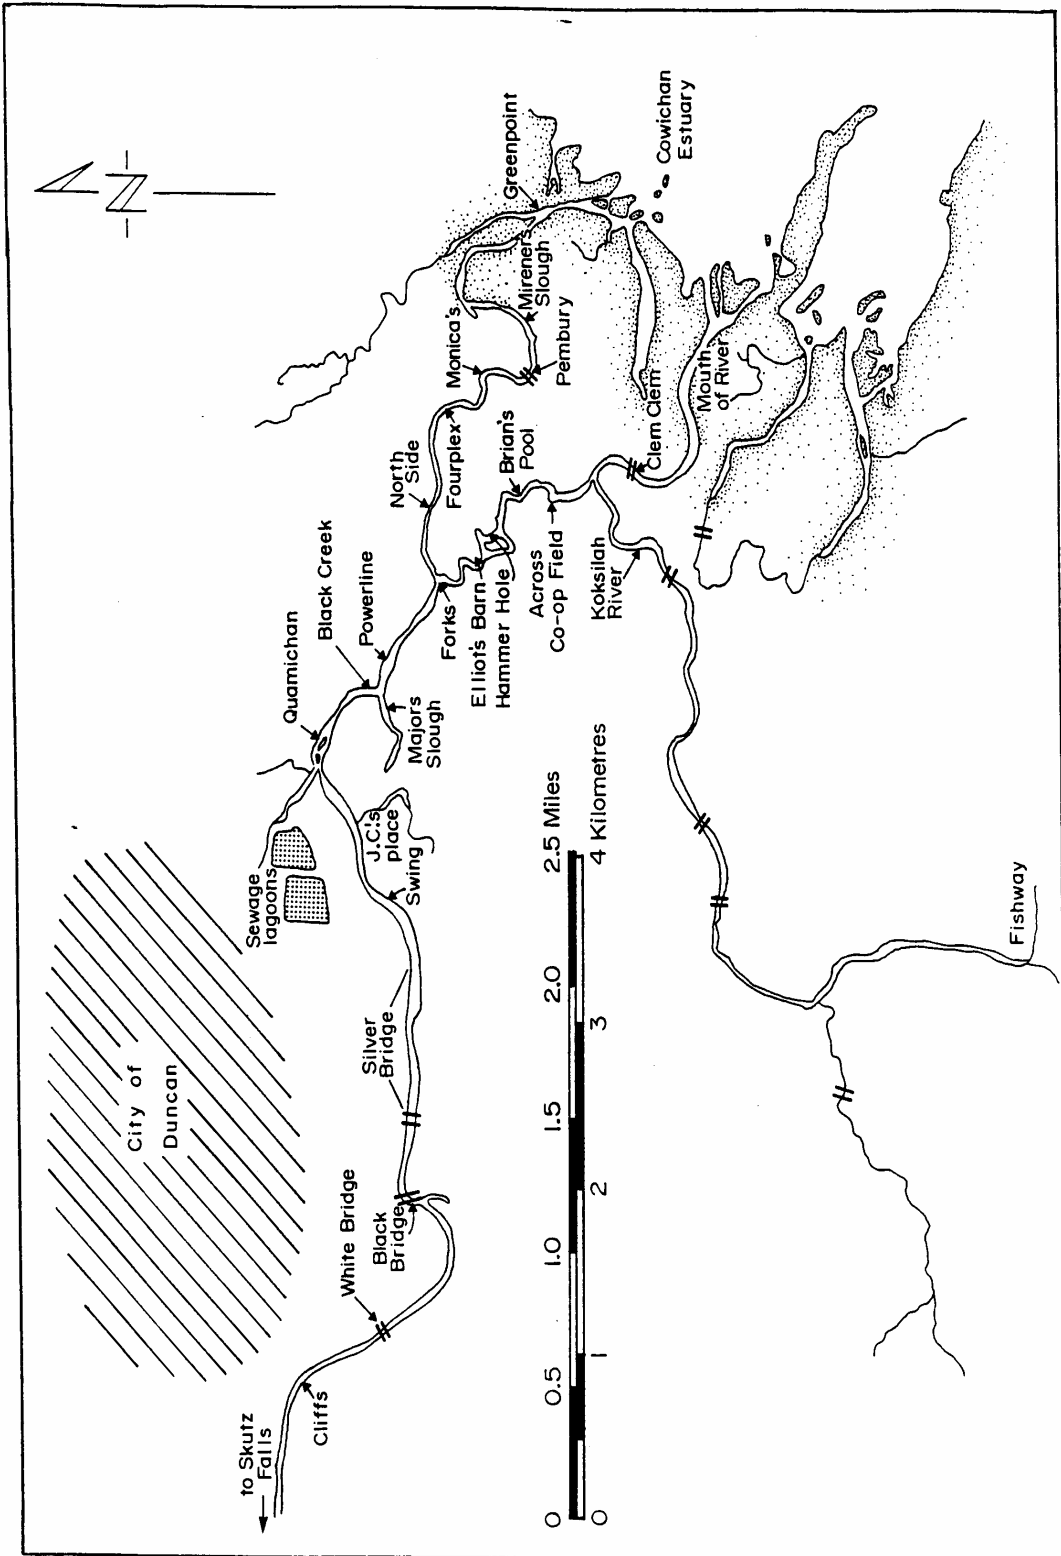 N
City of
Duncan
to Skutz
Falls
Cliffs
White Bridge
Black
Bridge
Silver
Bridge
Sewage
lagoons
Swing
J.C.'s
place
Quamichan
Majors
Slough
Black Creek
Powerline
Forks
North
Side
Elliot's Barn
Hammer Hole
Fourplex
Monica's
Brian's
Pool
Across
Co-op Field
Pembury
Mireners
Slough
Greenpoint
Cowichan
Estuary
Clem Clem
Mouth
of River
Koksilah
River
Fishway
0 0.5 1.0 1.5 2.0 2.5 Miles
0 1 2 3 4 Kilometres